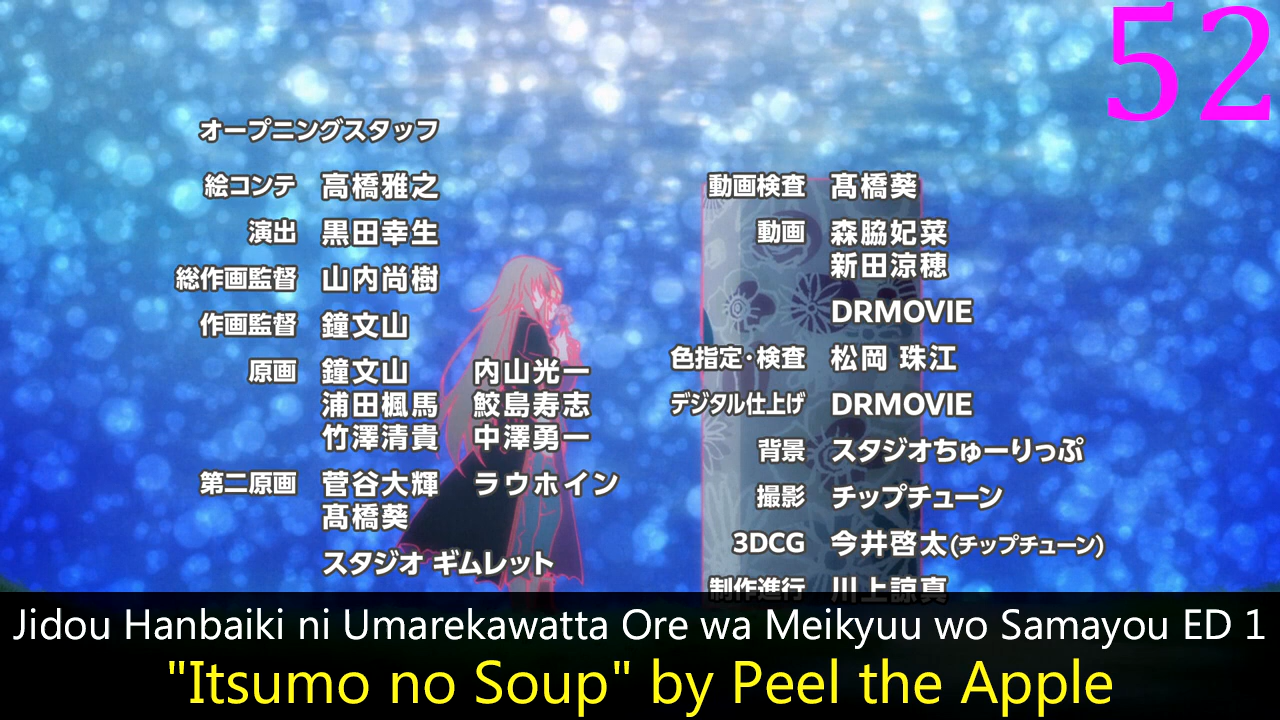 52
オープニングスタッフ
絵コンテ 高橋雅之
演出 黒田幸生
総作画監督 山内尚樹
作画監督 鐘文山
原画 鐘文山 内山光一
浦田楓馬 鮫島寿志
竹澤清貴 中澤勇一
第二原画 菅谷大輝 ラウホイン
髙橋葵
スタジオ ギムレット
動画検査 髙橋葵
動画 森脇妃菜
新田涼穂
DRMOVIE
色指定・検査 松岡 珠江
デジタル仕上げ DRMOVIE
背景 スタジオちゅーりっぷ
撮影 チップチューン
3DCG 今井啓太(チップチューン)
制作進行 川上諒真
Jidou Hanbaiki ni Umarekawatta Ore wa Meikyuu wo Samayou ED 1
"Itsumo no Soup" by Peel the Apple